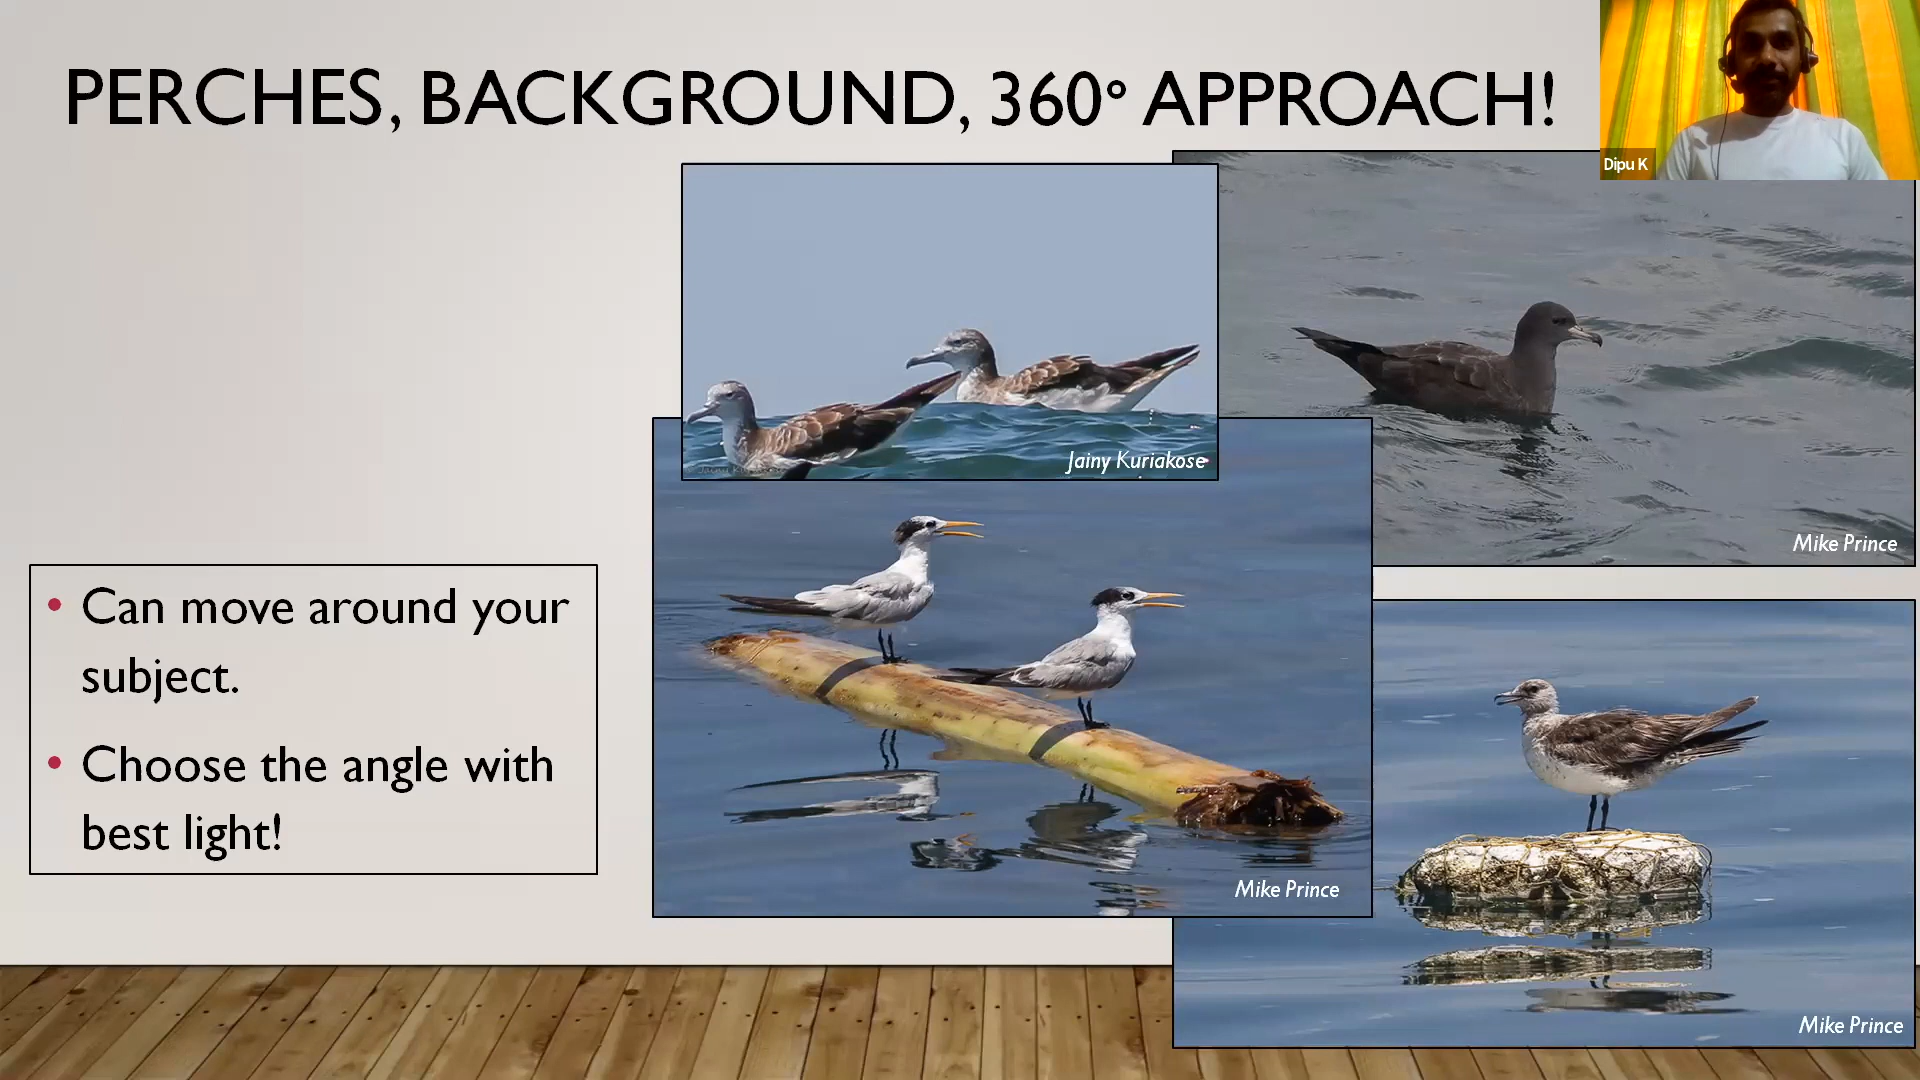 PERCHES, BACKGROUND, 360° APPROACH!
Dipu K
Jainy Kuriakose
Mike Prince
• Can move around your
subject.
• Choose the angle with
best light!
Mike Prince
Mike Prince